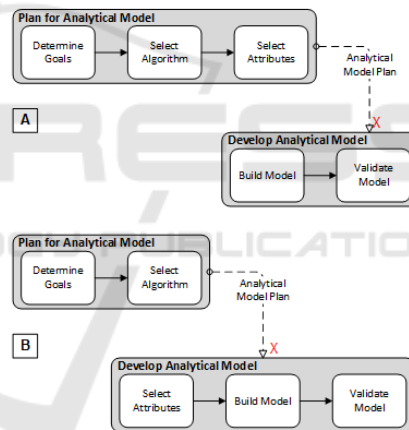 Plan for Analytical Model
Determine
Goals
Select
Algorithm
Select
Attributes
Analytical
Model Plan
A
X
Develop Analytical Model
Build Model
Validate
Model
Plan for Analytical Model
Determine
Goals
Select
Algorithm
Analytical
Model Plan
B
X
Develop Analytical Model
Select
Attributes
Build Model
Validate
Model